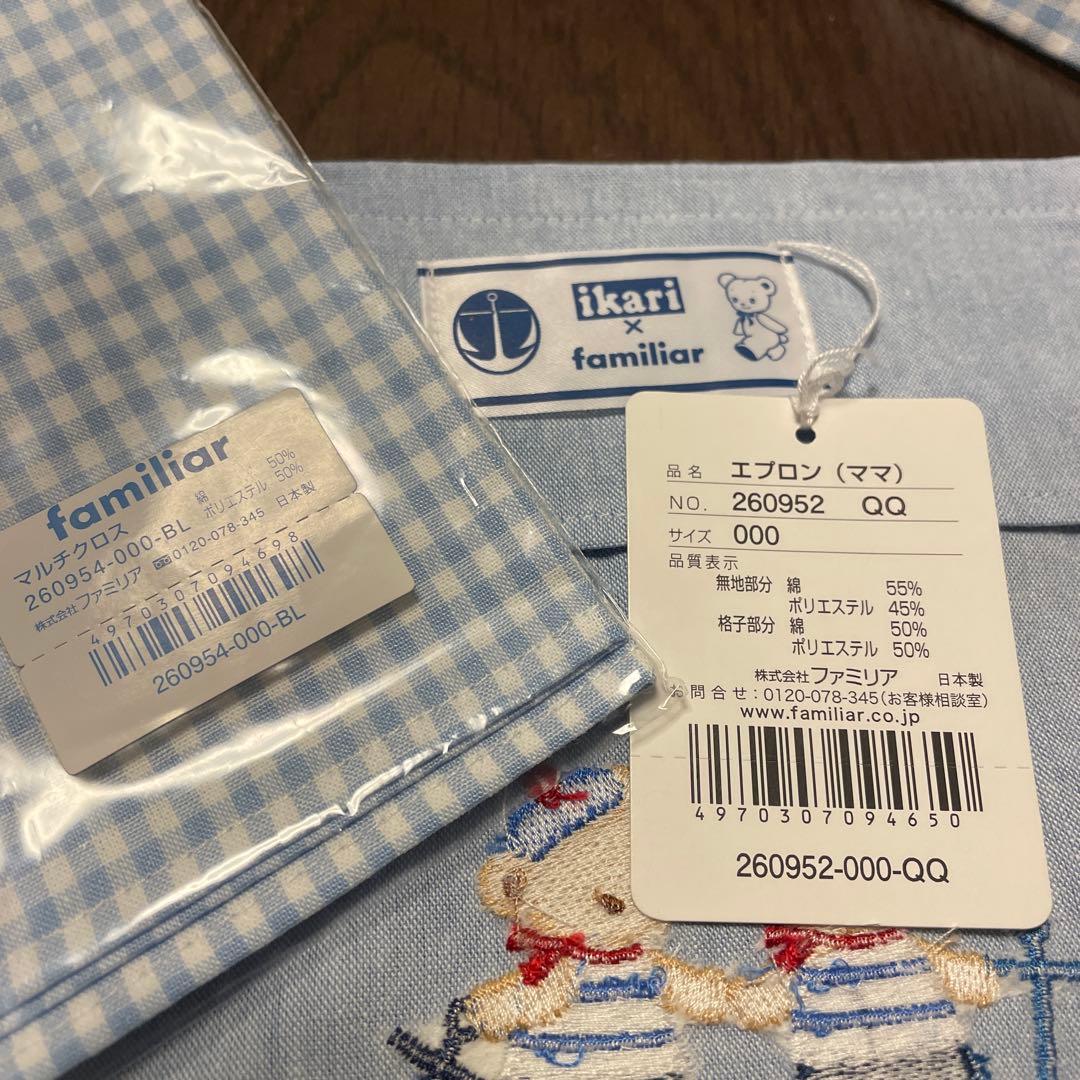 familiar
マルチクロス
綿 50%
ポリエステル 50%
260954-000-BL
株式会社ファミリア 0120-078-345 日本製
4970307094698
260954-000-BL
ikari
×
familiar
品名 エプロン（ママ）
NO. 260952 QQ
サイズ 000
品質表示
無地部分 綿 55%
ポリエステル 45%
格子部分 綿 50%
ポリエステル 50%
株式会社ファミリア 日本製
お問合せ：0120-078-345（お客様相談室）
www.familiar.co.jp
4970307094650
260952-000-QQ